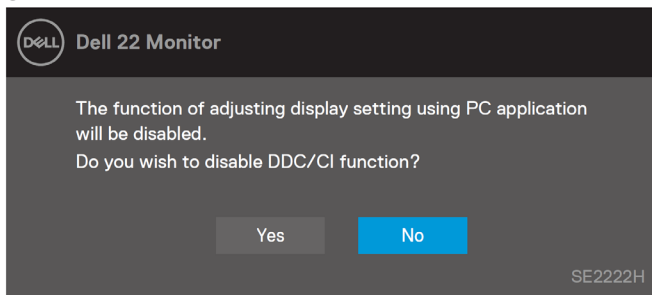 DELL Dell 22 Monitor
The function of adjusting display setting using PC application
will be disabled.
Do you wish to disable DDC/CI function?
Yes No
SE2222H